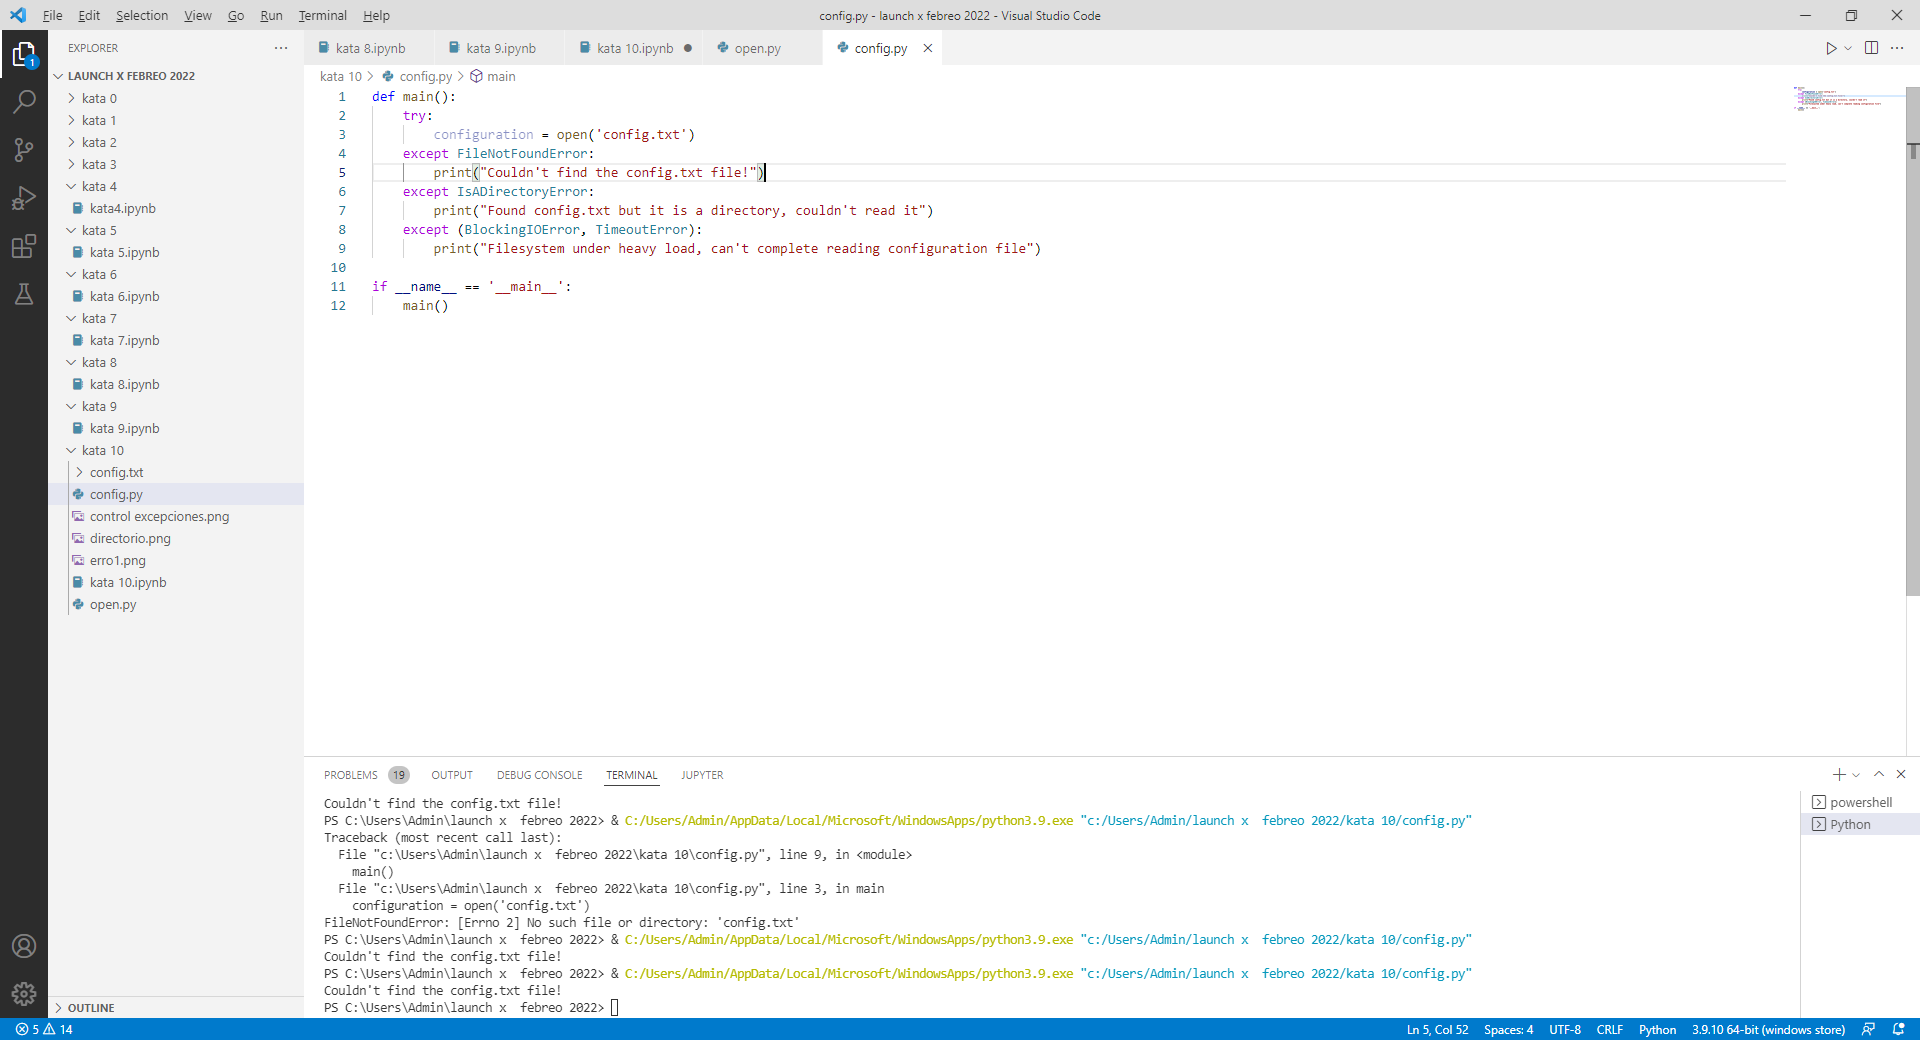 File Edit Selection View Go Run Terminal Help
config.py - launch x febreo 2022 - Visual Studio Code
EXPLORER
LAUNCH X FEBREO 2022
kata 0
kata 1
kata 2
kata 3
kata 4
kata4.ipynb
kata 5
kata 5.ipynb
kata 6
kata 6.ipynb
kata 7
kata 7.ipynb
kata 8
kata 8.ipynb
kata 9
kata 9.ipynb
kata 10
config.txt
config.py
control excepciones.png
directorio.png
erro1.png
kata 10.ipynb
open.py
OUTLINE
1
kata 8.ipynb kata 9.ipynb kata 10.ipynb open.py config.py
kata 10 > config.py > main
1 def main():
2 try:
3 configuration = open('config.txt')
4 except FileNotFoundError:
5 print("Couldn't find the config.txt file!")
6 except IsADirectoryError:
7 print("Found config.txt but it is a directory, couldn't read it")
8 except (BlockingIOError, TimeoutError):
9 print("Filesystem under heavy load, can't complete reading configuration file")
10
11 if __name__ == '__main__':
12 main()
PROBLEMS 19 OUTPUT DEBUG CONSOLE TERMINAL JUPYTER
Couldn't find the config.txt file!
PS C:\Users\Admin\launch x  febreo 2022> & C:/Users/Admin/AppData/Local/Microsoft/WindowsApps/python3.9.exe "c:/Users/Admin/launch x  febreo 2022/kata 10/config.py"
Traceback (most recent call last):
File "c:\Users\Admin\launch x  febreo 2022\kata 10\config.py", line 9, in <module>
main()
File "c:\Users\Admin\launch x  febreo 2022\kata 10\config.py", line 3, in main
configuration = open('config.txt')
FileNotFoundError: [Errno 2] No such file or directory: 'config.txt'
PS C:\Users\Admin\launch x  febreo 2022> & C:/Users/Admin/AppData/Local/Microsoft/WindowsApps/python3.9.exe "c:/Users/Admin/launch x  febreo 2022/kata 10/config.py"
Couldn't find the config.txt file!
PS C:\Users\Admin\launch x  febreo 2022> & C:/Users/Admin/AppData/Local/Microsoft/WindowsApps/python3.9.exe "c:/Users/Admin/launch x  febreo 2022/kata 10/config.py"
Couldn't find the config.txt file!
PS C:\Users\Admin\launch x  febreo 2022>
powershell
Python
5 14
Ln 5, Col 52 Spaces: 4 UTF-8 CRLF Python 3.9.10 64-bit (windows store)